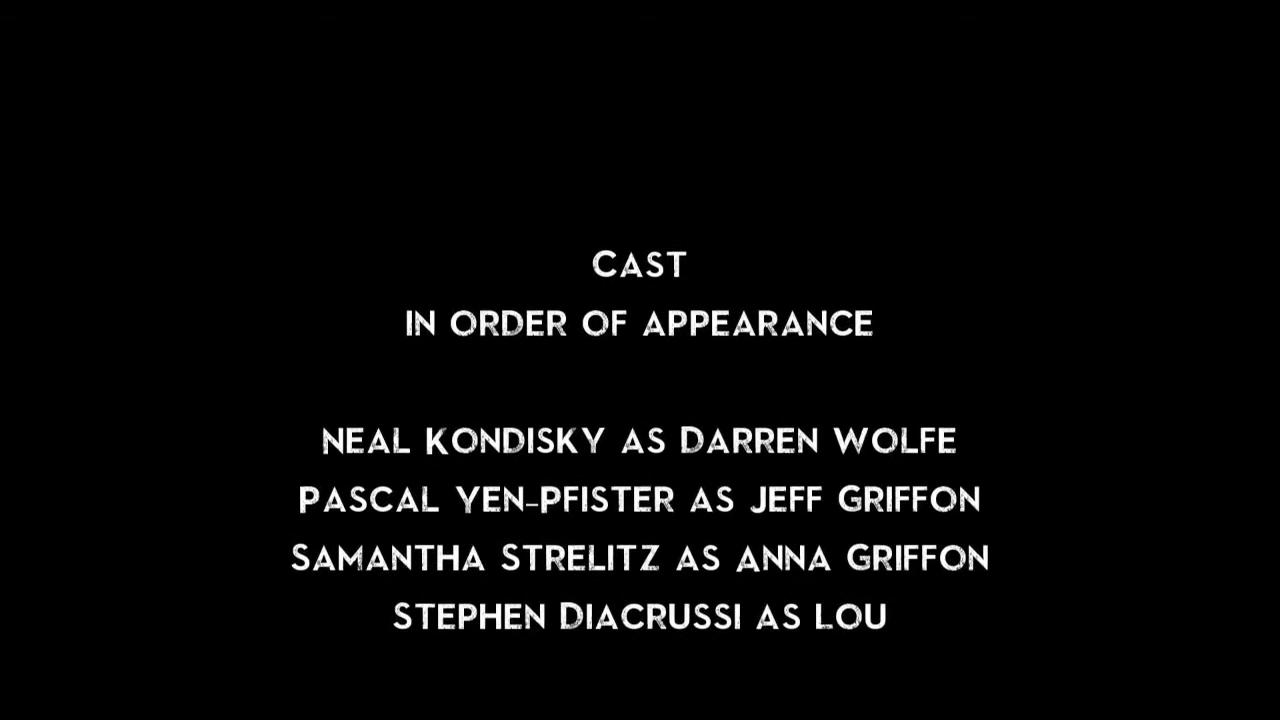 CAST
IN ORDER OF APPEARANCE
NEAL KONDISKY AS DARREN WOLFE
PASCAL YEN-PFISTER AS JEFF GRIFFON
SAMANTHA STRELITZ AS ANNA GRIFFON
STEPHEN DIACRUSSI AS LOU